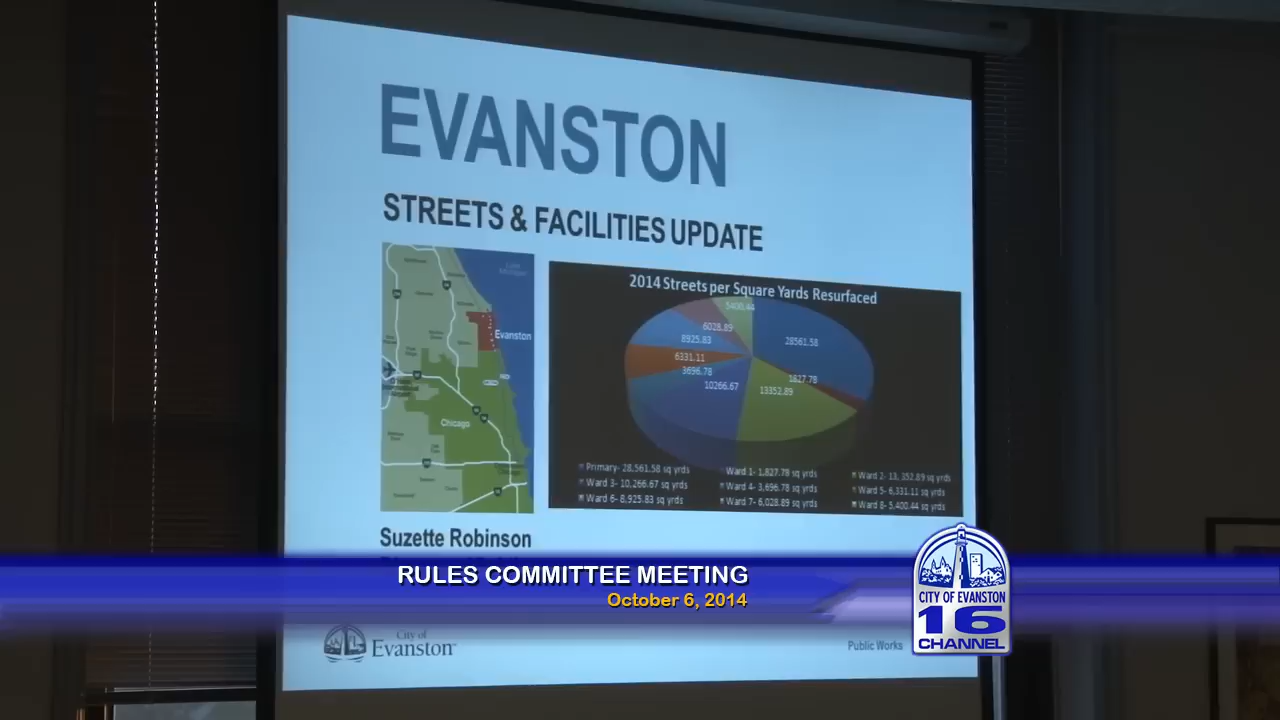 EVANSTON
STREETS & FACILITIES UPDATE
Evanston
Chicago
2014 Streets per Square Yards Resurfaced
5400.44
6028.89
8925.83
28561.58
6331.11
3696.78
1827.78
10266.67
13352.89
Primary- 28,561.58 sq yrds
Ward 1- 1,827.78 sq yrds
Ward 2- 13, 352.89 sq yrds
Ward 3- 10,266.67 sq yrds
Ward 4- 3,696.78 sq yrds
Ward 5- 6,331.11 sq yrds
Ward 6- 8,925.83 sq yrds
Ward 7- 6,028.89 sq yrds
Ward 8- 5,400.44 sq yrds
Suzette Robinson
RULES COMMITTEE MEETING
October 6, 2014
CITY OF EVANSTON
16
CHANNEL
City of
Evanston
Public Works